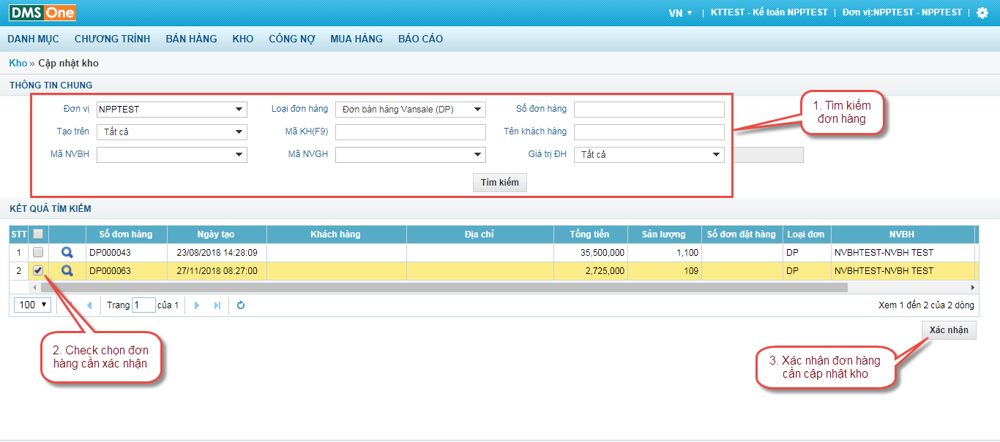 DMS One
VN ▼ | KTTEST - Kế toán NPPTEST | Đơn vị:NPPTEST - NPPTEST |
DANH MỤC CHƯƠNG TRÌNH BÁN HÀNG KHO CÔNG NỢ MUA HÀNG BÁO CÁO
Kho » Cập nhật kho
THÔNG TIN CHUNG
Đơn vị NPPTEST Loại đơn hàng Đơn bán hàng Vansale (DP) Số đơn hàng
1. Tìm kiếm
đơn hàng
Tạo trên Tất cả Mã KH(F9) Tên khách hàng
Mã NVBH Mã NVGH Giá trị ĐH Tất cả
Tìm kiếm
KẾT QUẢ TÌM KIẾM
STT Số đơn hàng Ngày tạo Khách hàng Địa chỉ Tổng tiền Sản lượng Số đơn đặt hàng Loại đơn NVBH
1 DP000043 23/08/2018 14:28:09 35,500,000 1,100 DP NVBHTEST-NVBH TEST
2 DP000063 27/11/2018 08:27:00 2,725,000 109 DP NVBHTEST-NVBH TEST
100 Trang 1 của 1 Xem 1 đến 2 của 2 dòng
Xác nhận
2. Check chọn đơn
hàng cần xác nhận
3. Xác nhận đơn hàng
cần cập nhật kho